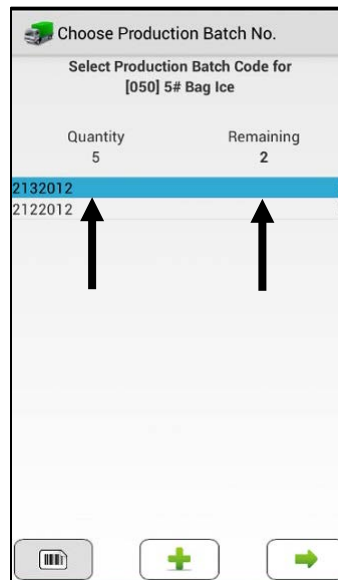 Choose Production Batch No.
Select Production Batch Code for
[050] 5# Bag Ice
Quantity Remaining
5 2
2132012
2122012